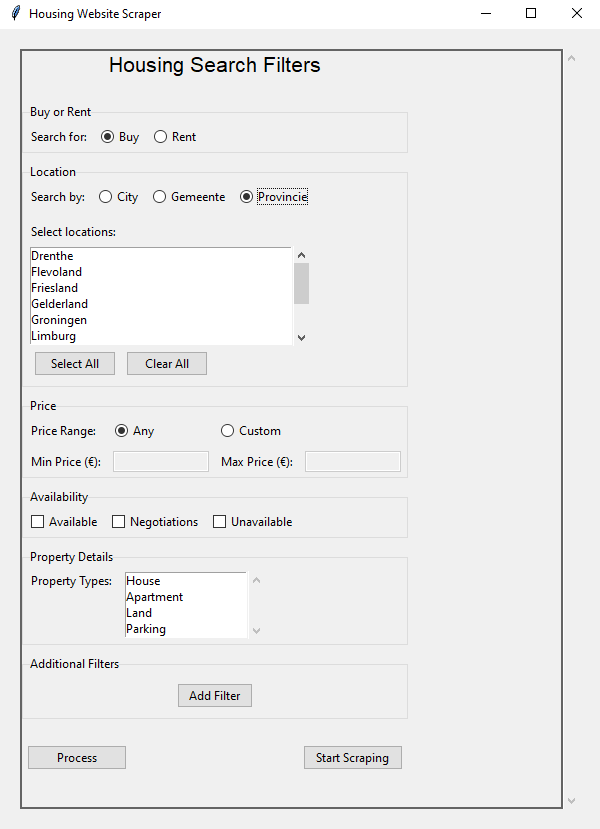 Housing Website Scraper
Housing Search Filters
Buy or Rent
Search for: Buy Rent
Location
Search by: City Gemeente Provincie
Select locations:
Drenthe
Flevoland
Friesland
Gelderland
Groningen
Limburg
Select All Clear All
Price
Price Range: Any Custom
Min Price (€): Max Price (€):
Availability
Available Negotiations Unavailable
Property Details
Property Types: House
Apartment
Land
Parking
Additional Filters
Add Filter
Process Start Scraping